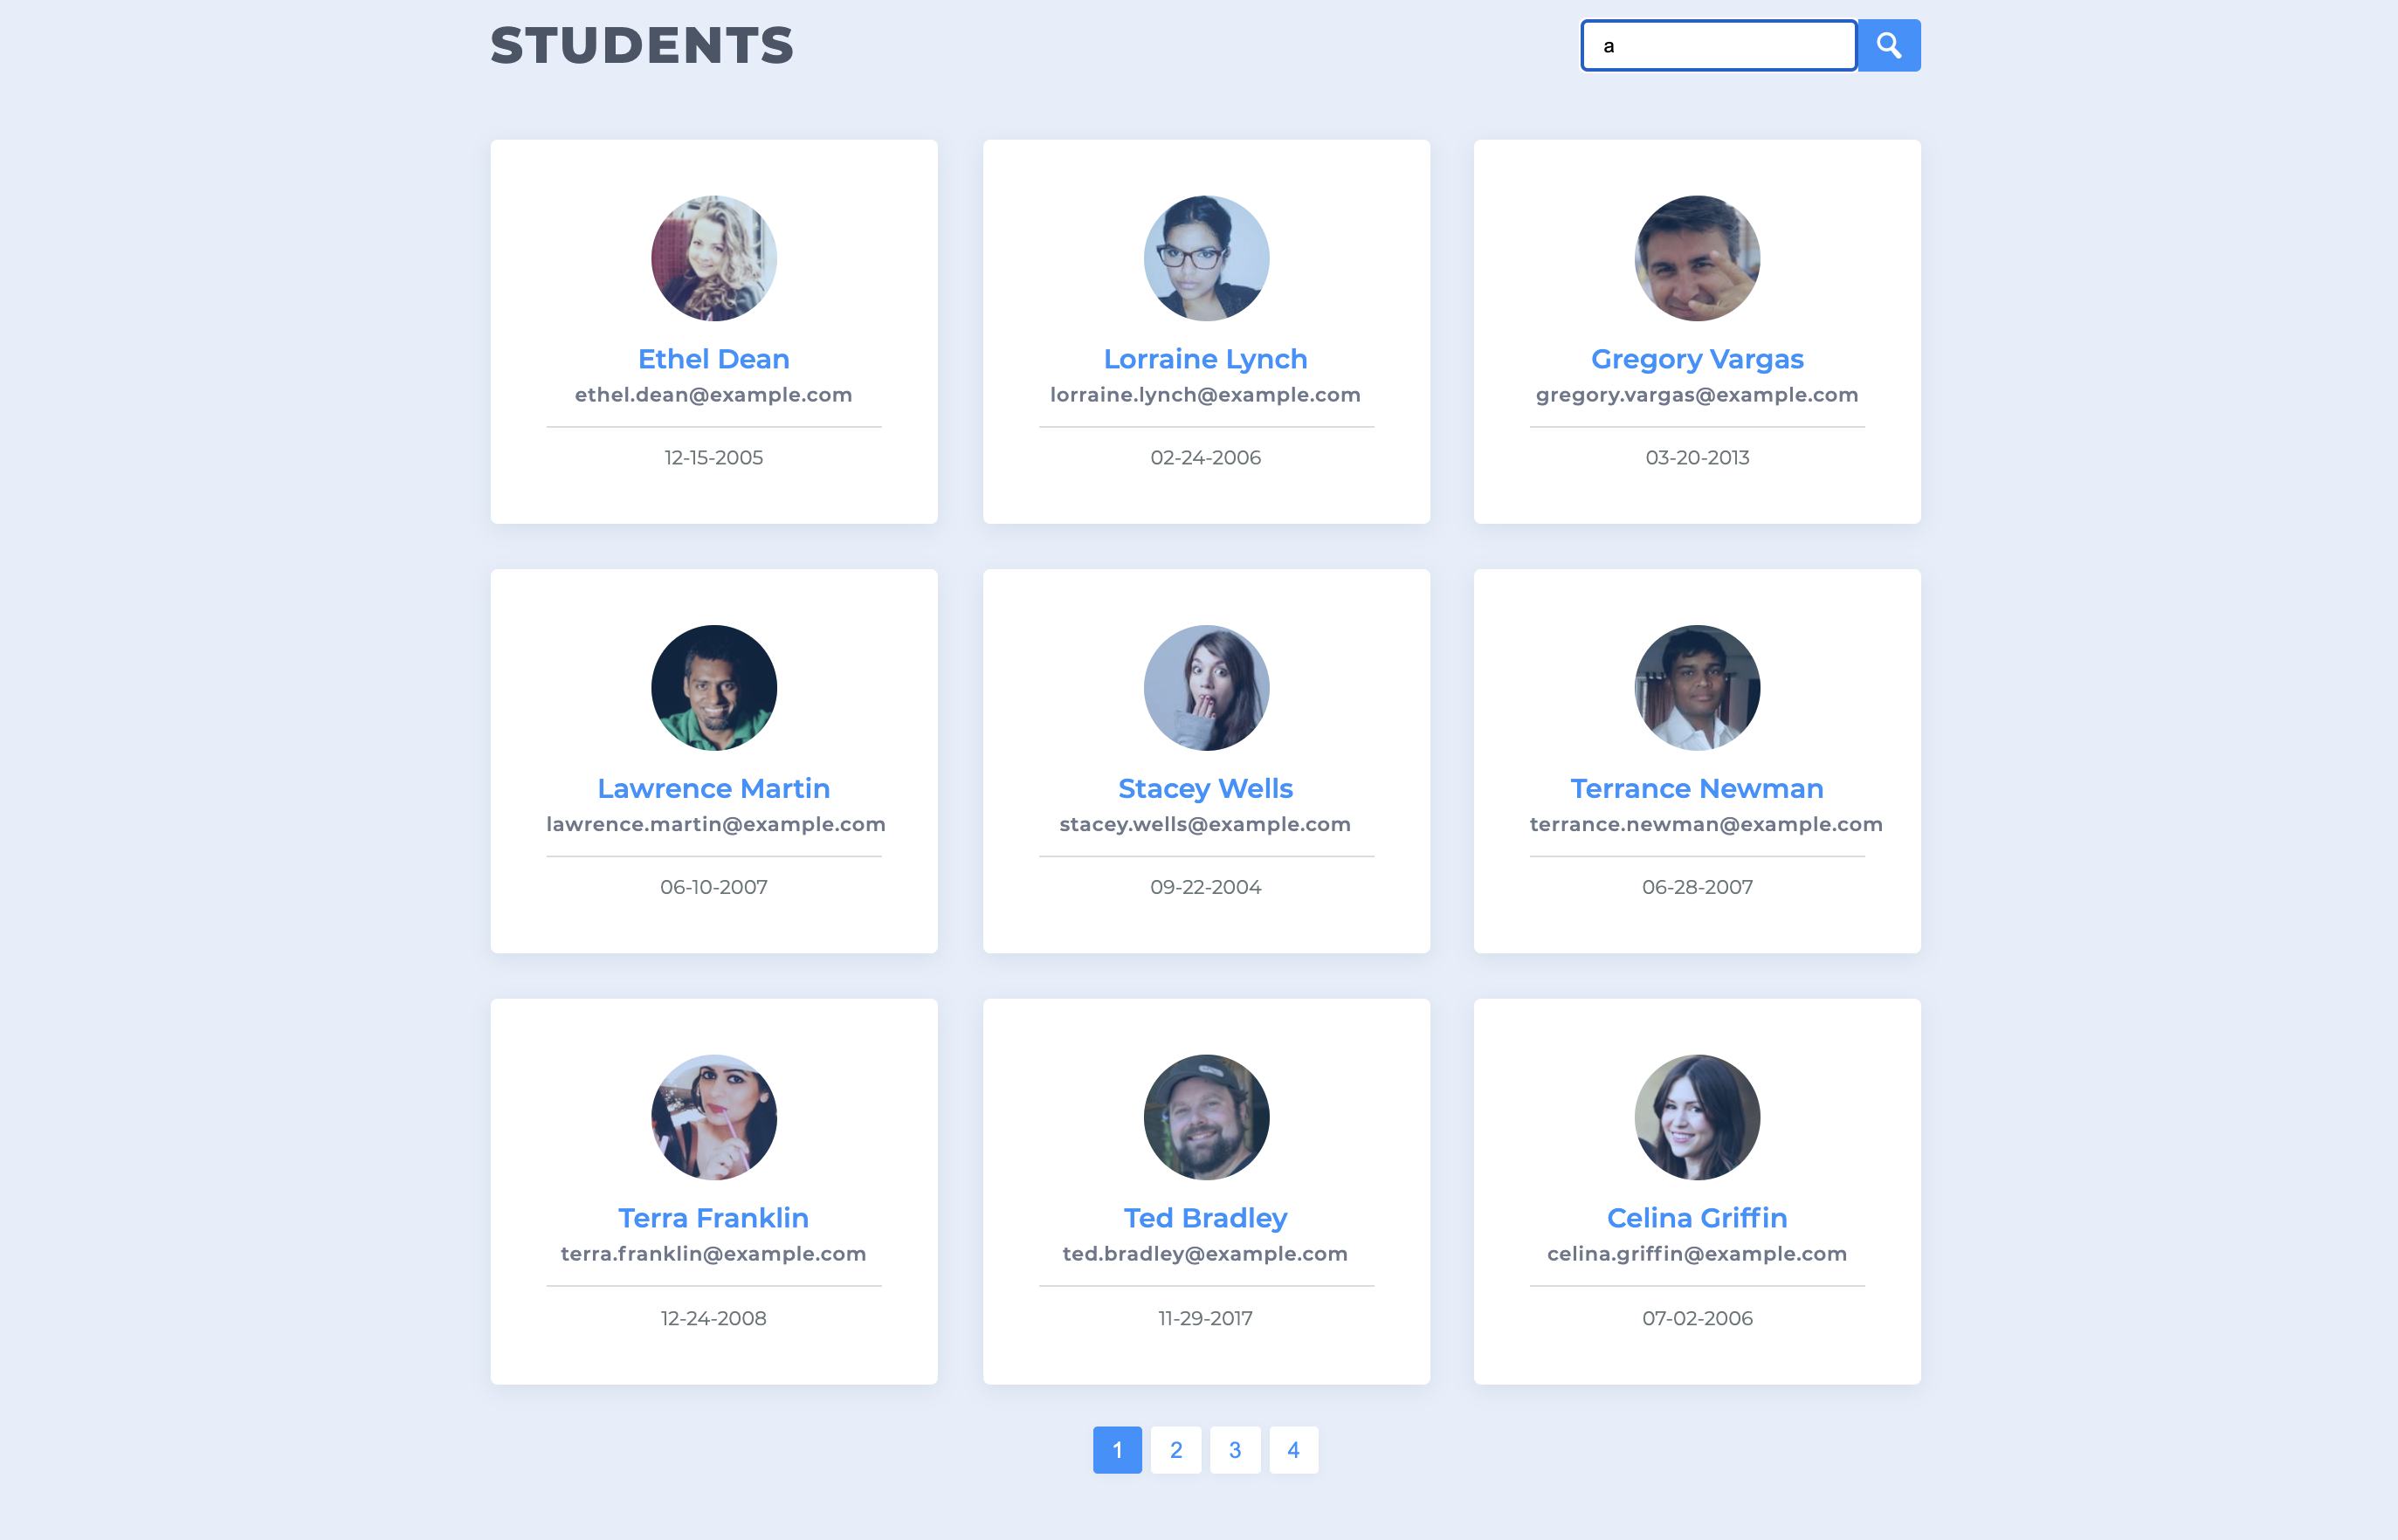 STUDENTS
a
Ethel Dean
ethel.dean@example.com
12-15-2005
Lorraine Lynch
lorraine.lynch@example.com
02-24-2006
Gregory Vargas
gregory.vargas@example.com
03-20-2013
Lawrence Martin
lawrence.martin@example.com
06-10-2007
Stacey Wells
stacey.wells@example.com
09-22-2004
Terrance Newman
terrance.newman@example.com
06-28-2007
Terra Franklin
terra.franklin@example.com
12-24-2008
Ted Bradley
ted.bradley@example.com
11-29-2017
Celina Griffin
celina.griffin@example.com
07-02-2006
1 2 3 4